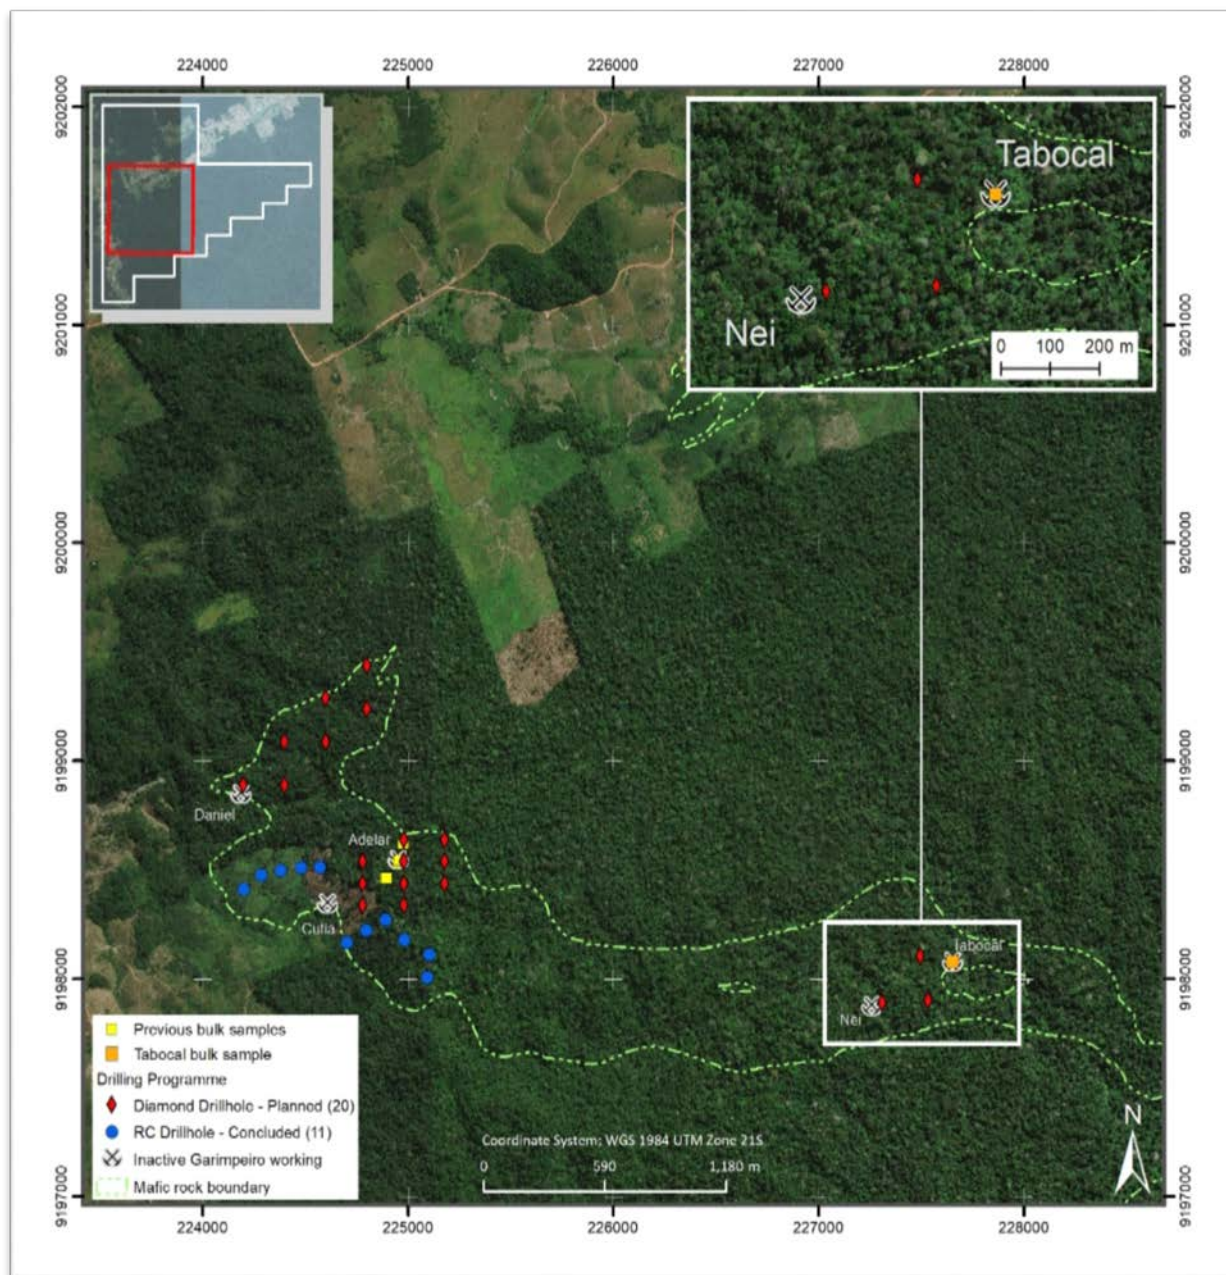 224000 225000 226000 227000 228000
9202000
9202000
Tabocal
Nei
0 100 200 m
9201000
9201000
9200000
9200000
9199000
9199000
Daniel
Adelar
Cutia
Tabocal
Nei
9198000
9198000
Previous bulk samples
Tabocal bulk sample
Drilling Programme
Diamond Drillhole - Planned (20)
RC Drillhole - Concluded (11)
Inactive Garimpeiro working
Mafic rock boundary
Coordinate System: WGS 1984 UTM Zone 21S
0 590 1,180 m
N
9197000
9197000
224000 225000 226000 227000 228000